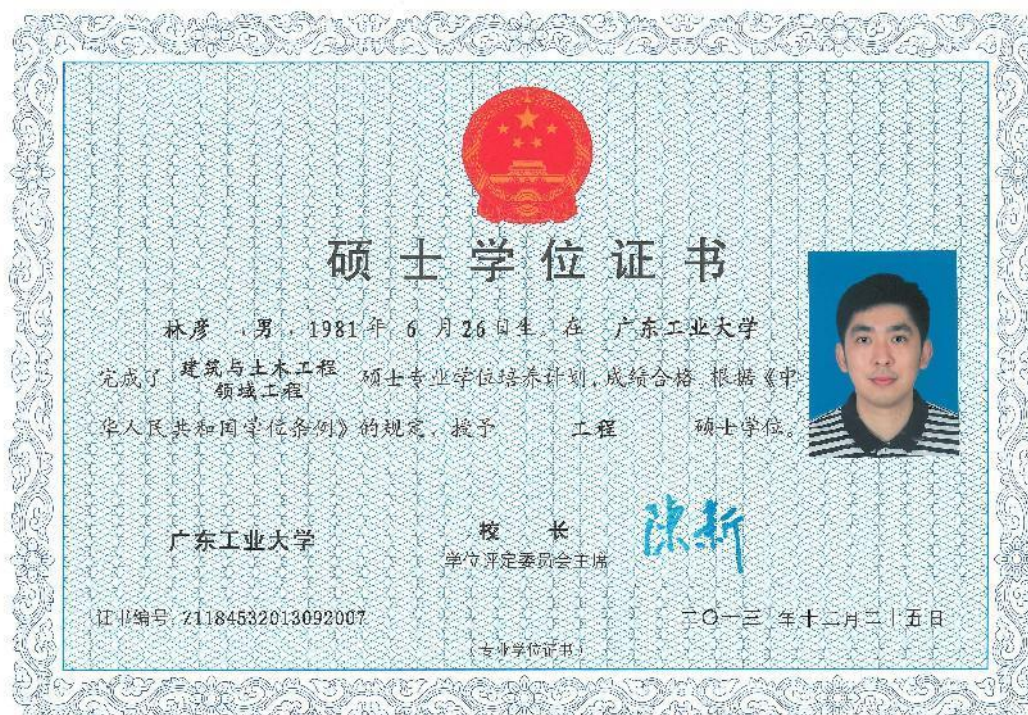 硕士学位证书
林彦 ,男,1981年 6 月26日生。在 广东工业大学
完成了 建筑与土木工程
领域工程 硕士专业学位培养计划,成绩合格,根据《中
华人民共和国学位条例》的规定,授予 工程 硕士学位。
广东工业大学 校 长 陈新
学位评定委员会主席
证书编号:Z1184532013092007 二〇一三 年十二月二十五日
(专业学位证书)